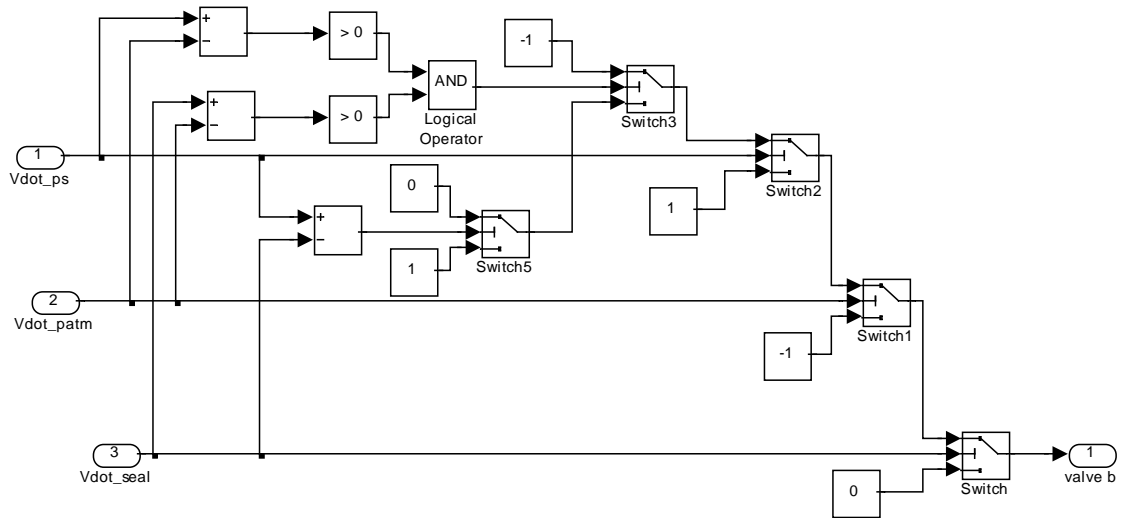 +
−
> 0
-1
AND
+
−
> 0
Logical
Operator
Switch3
1
Vdot_ps
0
1
Switch2
+
−
1
Switch5
2
Vdot_patm
-1
Switch1
3
Vdot_seal
0
Switch
1
valve b